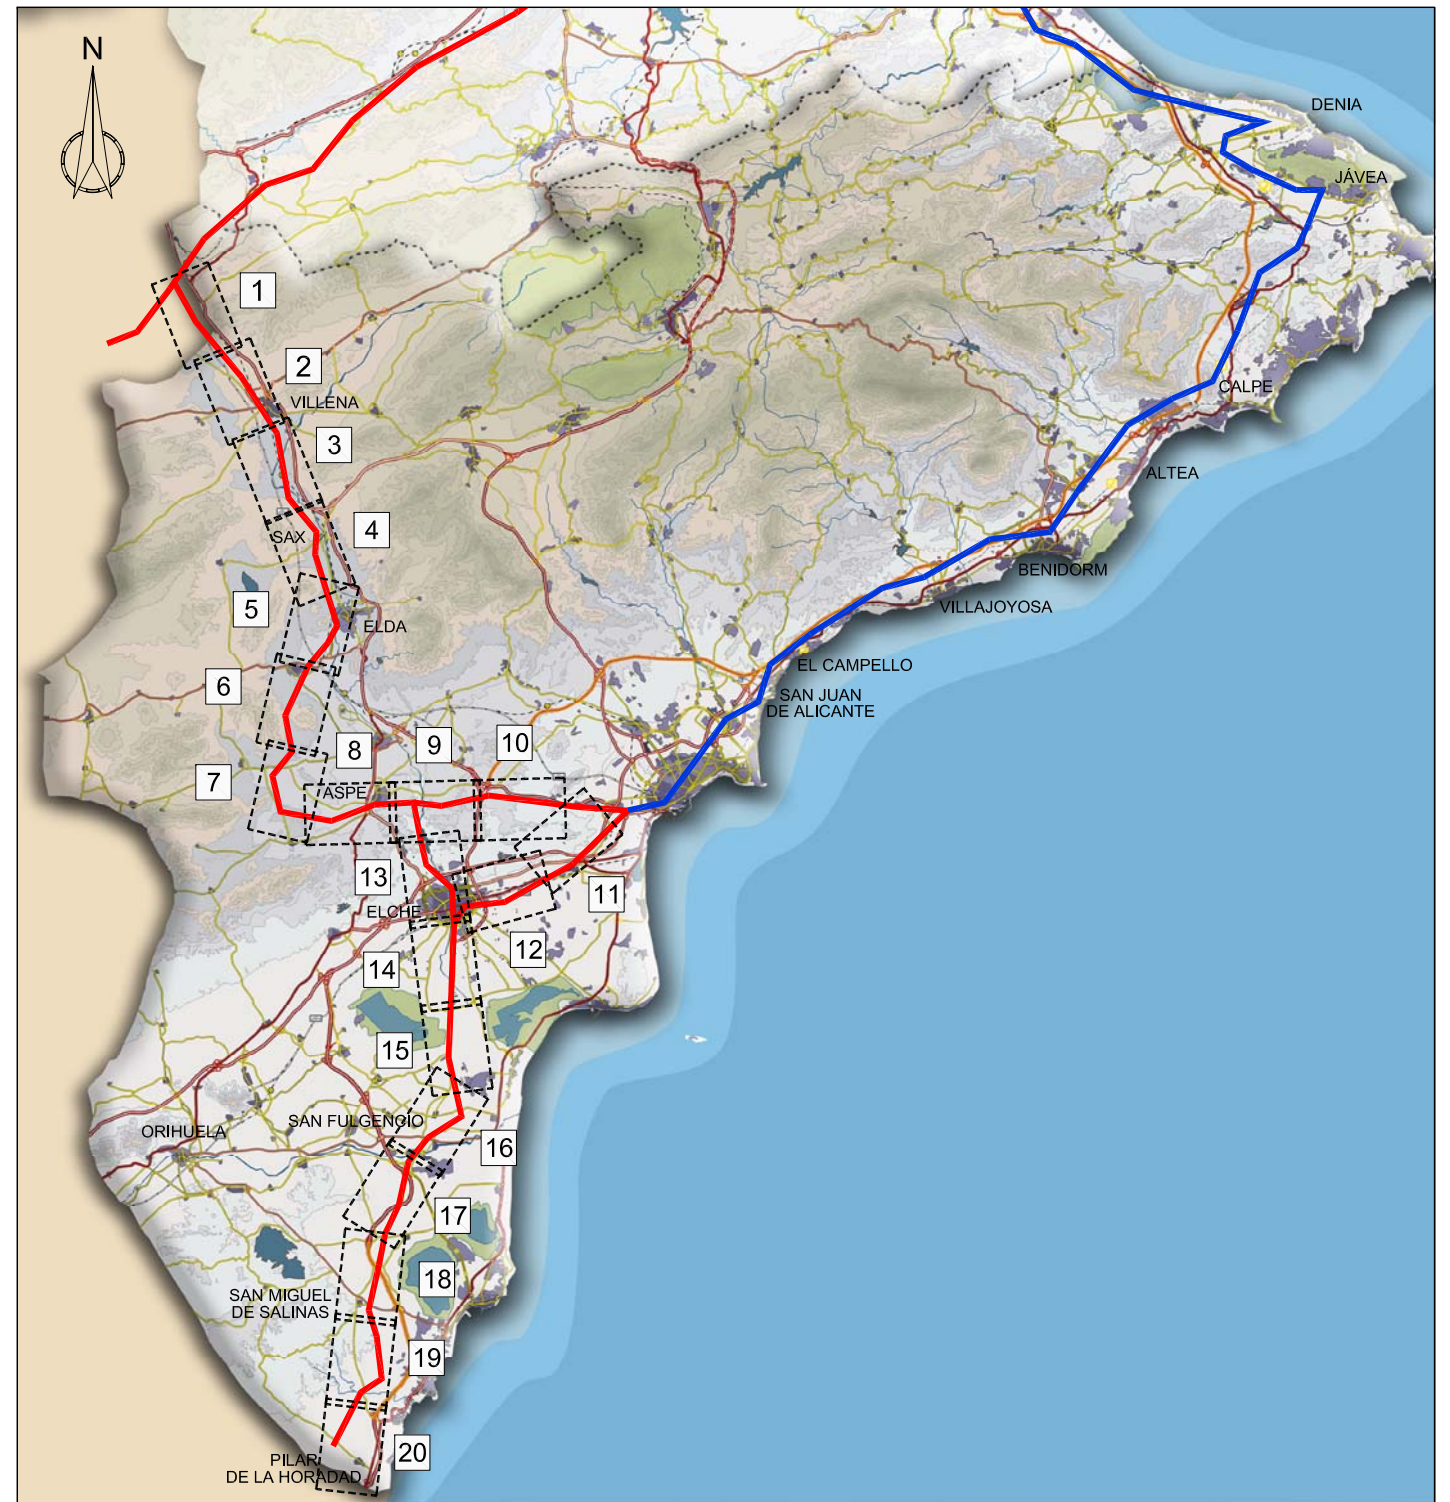 N
DENIA
JÁVEA
1
2
VILLENA
CALPE
3
ALTEA
4
SAX
BENIDORM
5
VILLAJOYOSA
ELDA
EL CAMPELLO
6
SAN JUAN
DE ALICANTE
8
9
10
7
ASPE
13
11
ELCHE
12
14
15
SAN FULGENCIO
ORIHUELA
16
17
18
SAN MIGUEL
DE SALINAS
19
20
PILAR
DE LA HORADAD